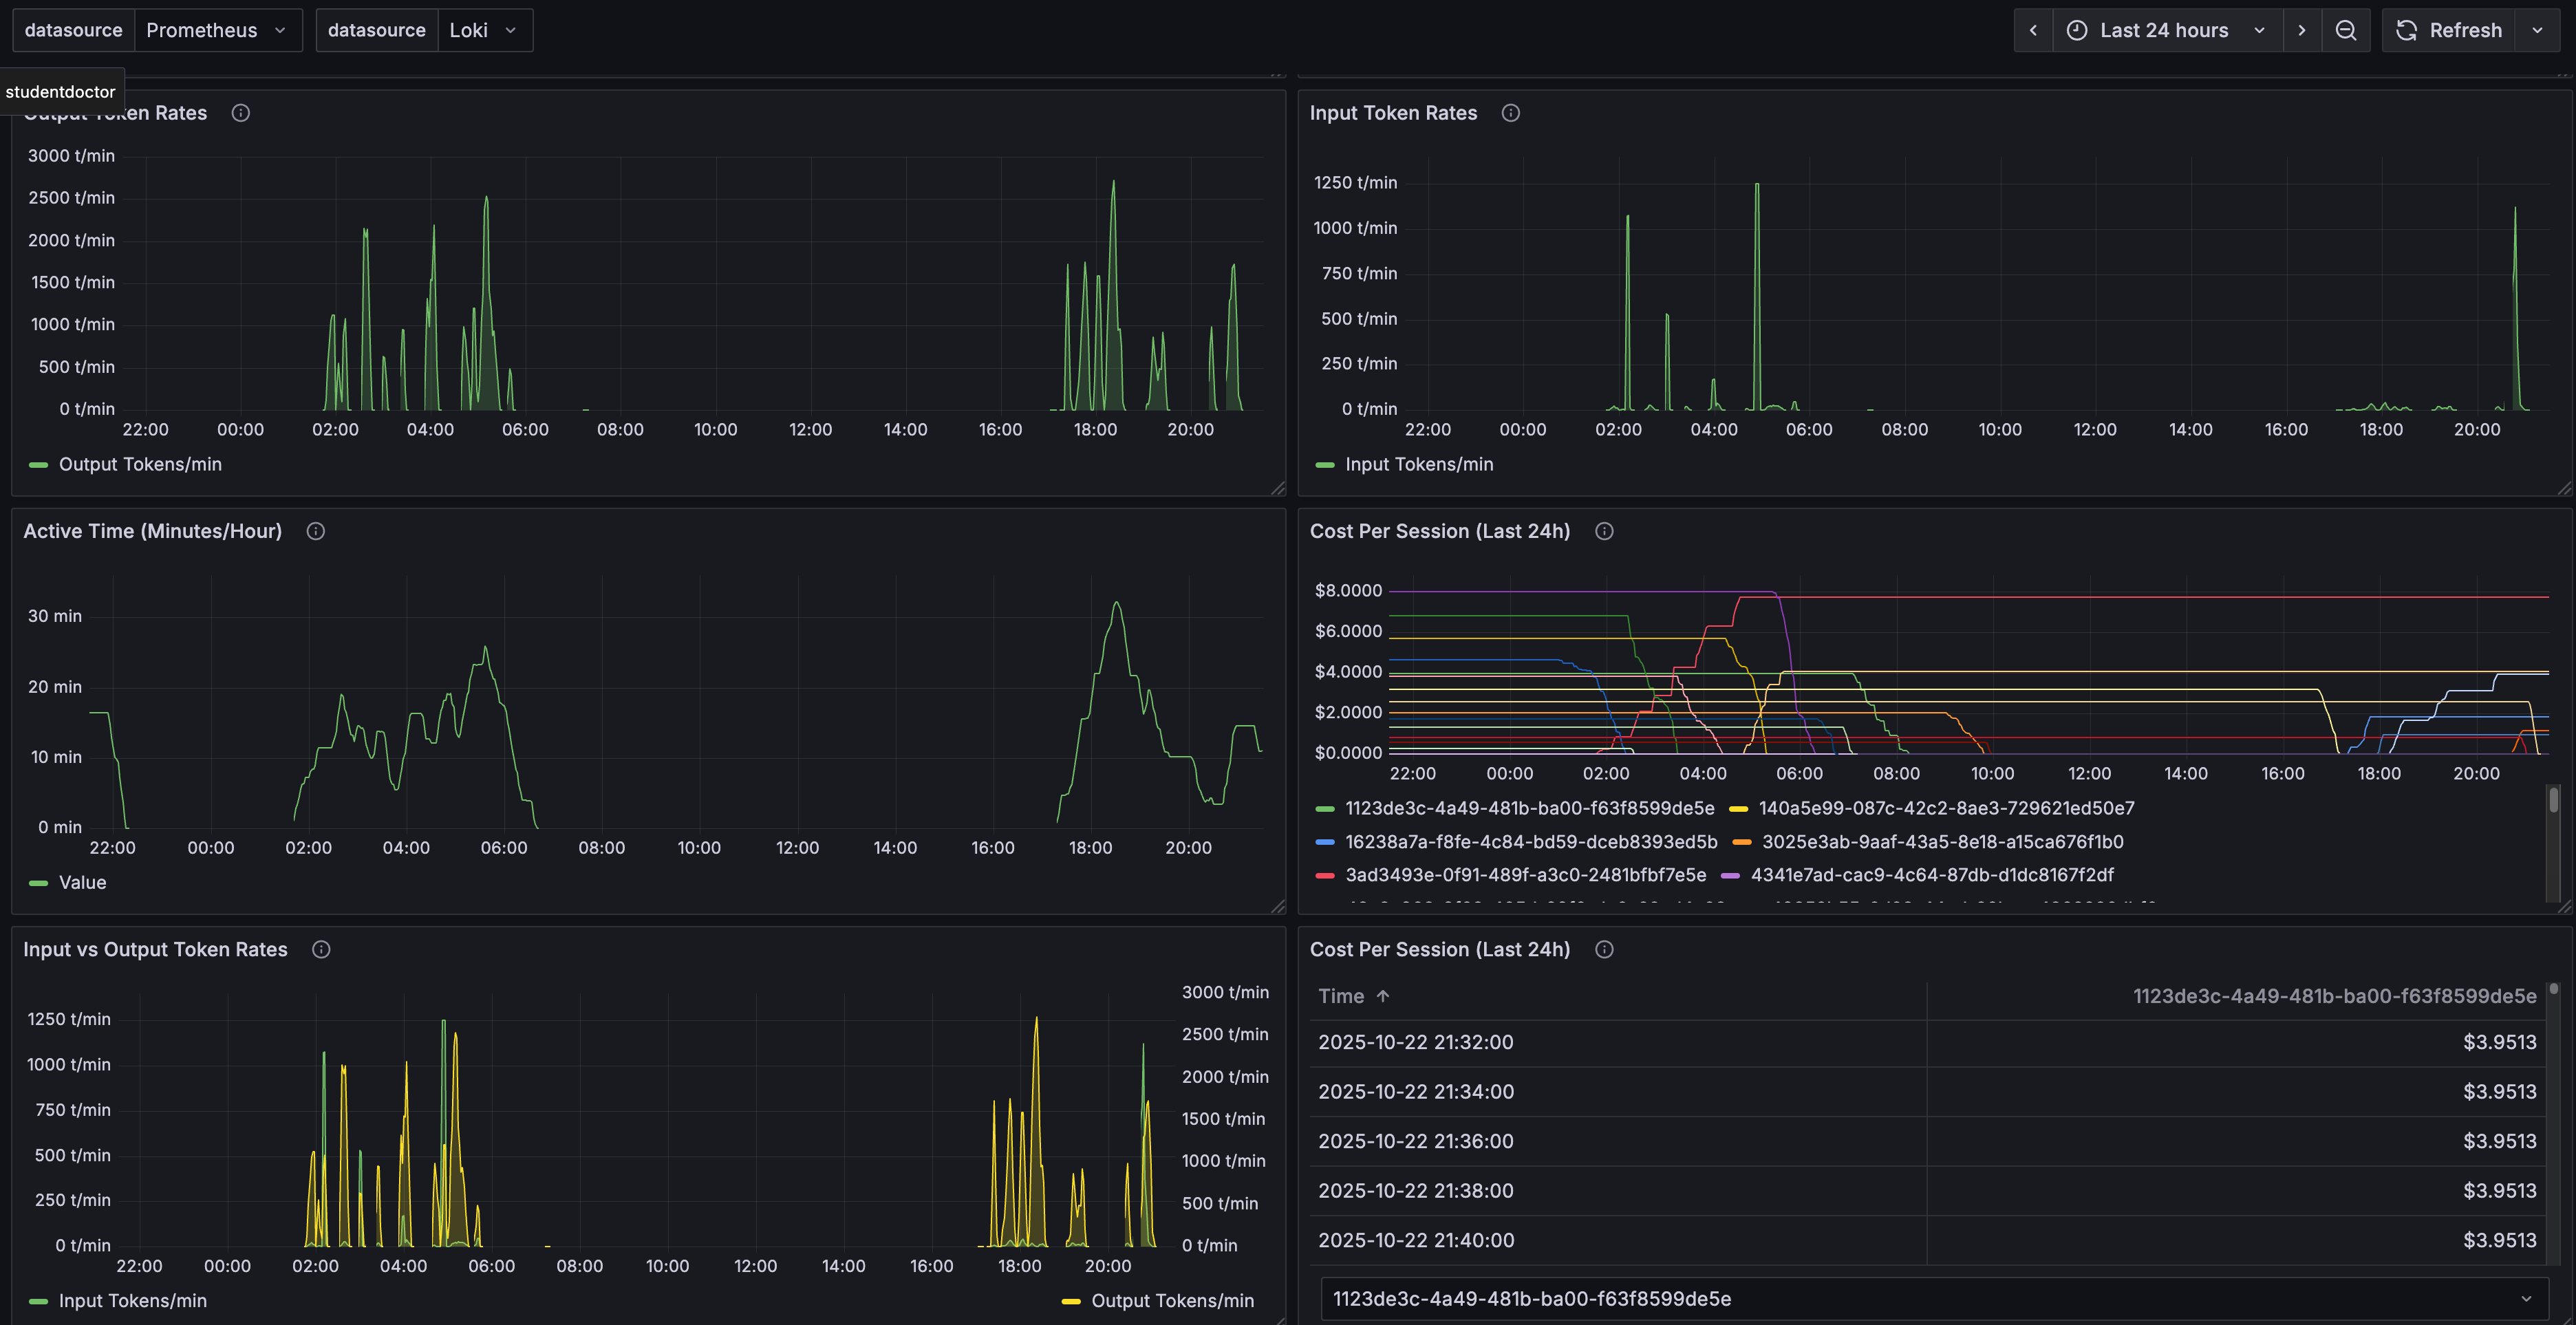 datasource Prometheus datasource Loki Last 24 hours Refresh
studentdoctor
Output Token Rates
3000 t/min
2500 t/min
2000 t/min
1500 t/min
1000 t/min
500 t/min
0 t/min
22:00 00:00 02:00 04:00 06:00 08:00 10:00 12:00 14:00 16:00 18:00 20:00
Output Tokens/min
Input Token Rates
1250 t/min
1000 t/min
750 t/min
500 t/min
250 t/min
0 t/min
22:00 00:00 02:00 04:00 06:00 08:00 10:00 12:00 14:00 16:00 18:00 20:00
Input Tokens/min
Active Time (Minutes/Hour)
30 min
20 min
10 min
0 min
22:00 00:00 02:00 04:00 06:00 08:00 10:00 12:00 14:00 16:00 18:00 20:00
Value
Cost Per Session (Last 24h)
$8.0000
$6.0000
$4.0000
$2.0000
$0.0000
22:00 00:00 02:00 04:00 06:00 08:00 10:00 12:00 14:00 16:00 18:00 20:00
1123de3c-4a49-481b-ba00-f63f8599de5e 140a5e99-087c-42c2-8ae3-729621ed50e7
16238a7a-f8fe-4c84-bd59-dceb8393ed5b 3025e3ab-9aaf-43a5-8e18-a15ca676f1b0
3ad3493e-0f91-489f-a3c0-2481bfbf7e5e 4341e7ad-cac9-4c64-87db-d1dc8167f2df
Input vs Output Token Rates
1250 t/min
1000 t/min
750 t/min
500 t/min
250 t/min
0 t/min
3000 t/min
2500 t/min
2000 t/min
1500 t/min
1000 t/min
500 t/min
0 t/min
22:00 00:00 02:00 04:00 06:00 08:00 10:00 12:00 14:00 16:00 18:00 20:00
Input Tokens/min Output Tokens/min
Cost Per Session (Last 24h)
Time 1123de3c-4a49-481b-ba00-f63f8599de5e
2025-10-22 21:32:00 $3.9513
2025-10-22 21:34:00 $3.9513
2025-10-22 21:36:00 $3.9513
2025-10-22 21:38:00 $3.9513
2025-10-22 21:40:00 $3.9513
1123de3c-4a49-481b-ba00-f63f8599de5e